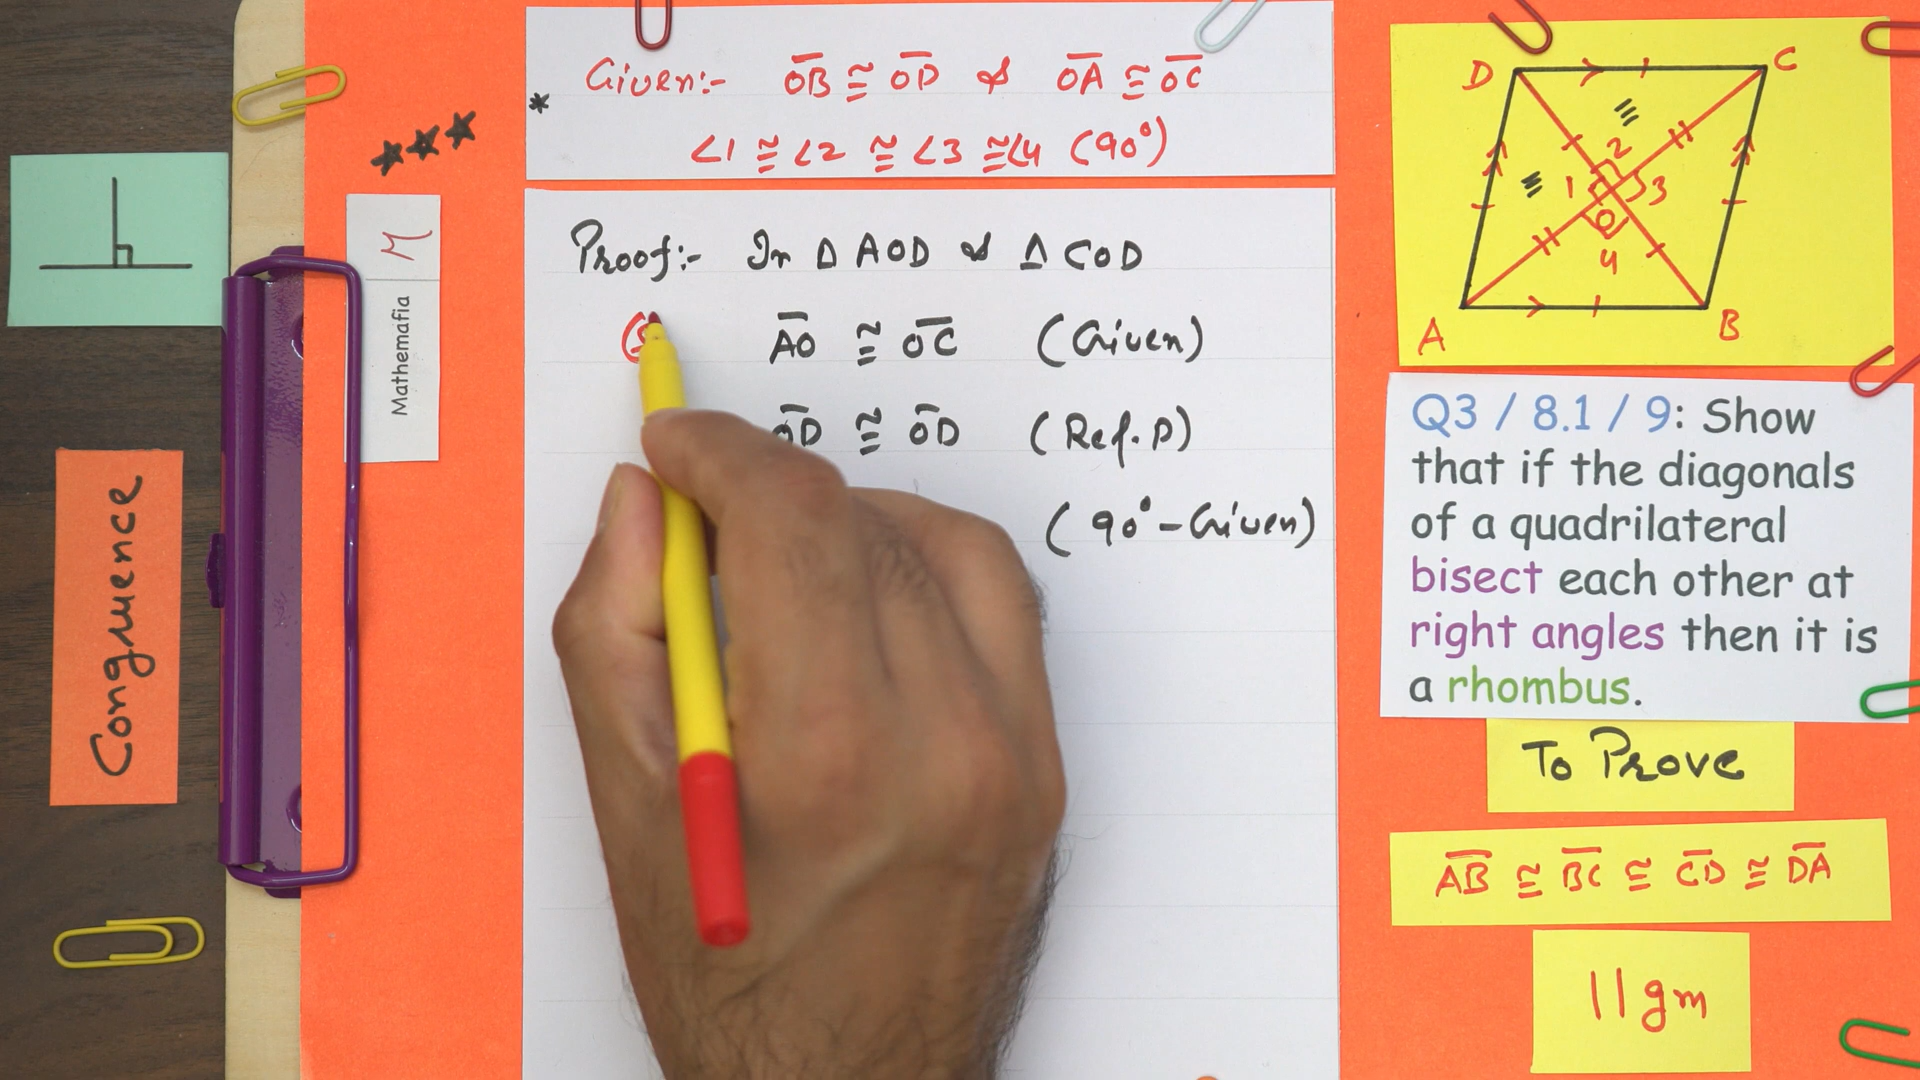 Given:- OB ≅ OD & OA ≅ OC
∠1 ≅ ∠2 ≅ ∠3 ≅ ∠4 (90°)
Proof:- In Δ AOD & Δ COD
AO ≅ OC (Given)
OD ≅ OD (Ref. P)
(90° - Given)
M
Mathemafia
Congruence
D
C
2
1
3
O
4
A
B
Q3 / 8.1 / 9: Show
that if the diagonals
of a quadrilateral
bisect each other at
right angles then it is
a rhombus.
To Prove
AB ≅ BC ≅ CD ≅ DA
||gm